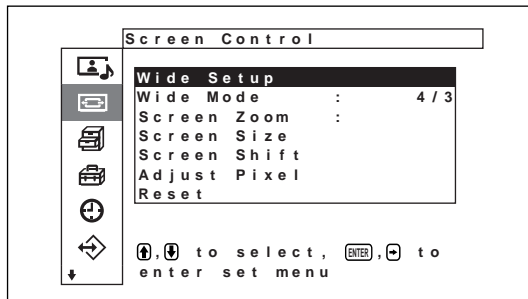 Screen Control
Wide Setup
Wide Mode : 4/3
Screen Zoom :
Screen Size
Screen Shift
Adjust Pixel
Reset
↑,↓ to select, ENTER,→ to
enter set menu